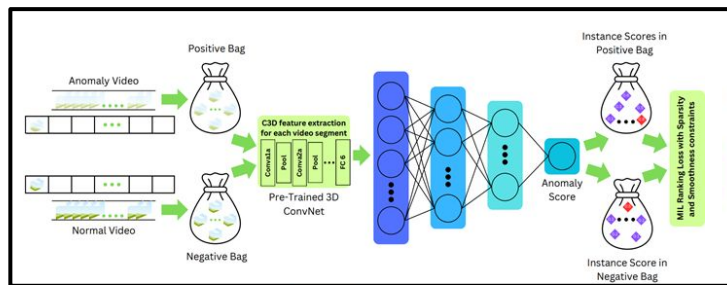 Positive Bag
Anomaly Video
Normal Video
Negative Bag
C3D feature extraction
for each video segment
Conva1a
Pool
Conva2a
Pool
FC 6
Pre-Trained 3D
ConvNet
Anomaly
Score
Instance Scores in
Positive Bag
Instance Score in
Negative Bag
MIL Ranking Loss with Sparsity
and Smoothness constraints